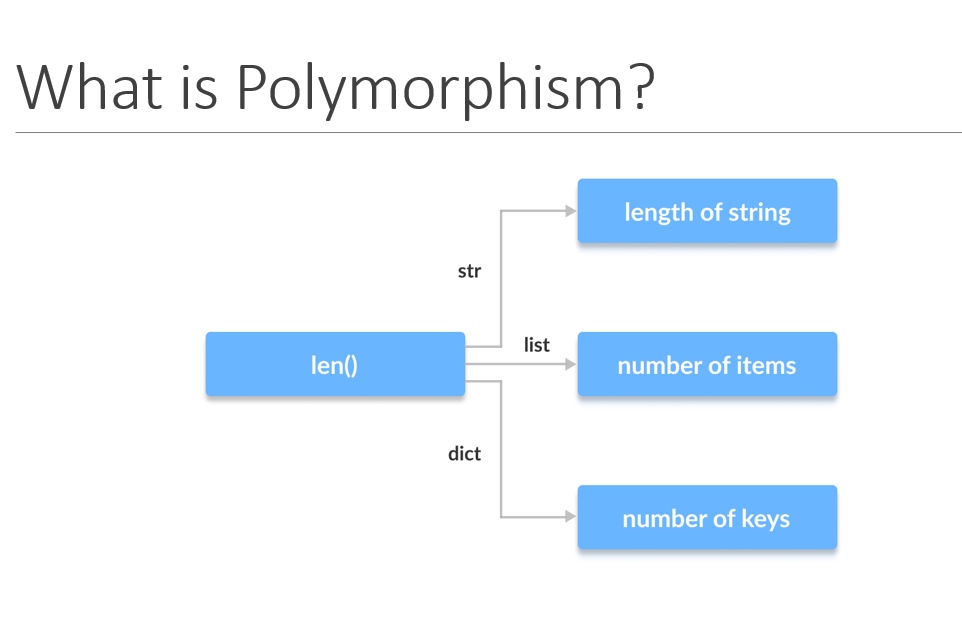 What is Polymorphism?
length of string
str
list
len()
number of items
dict
number of keys